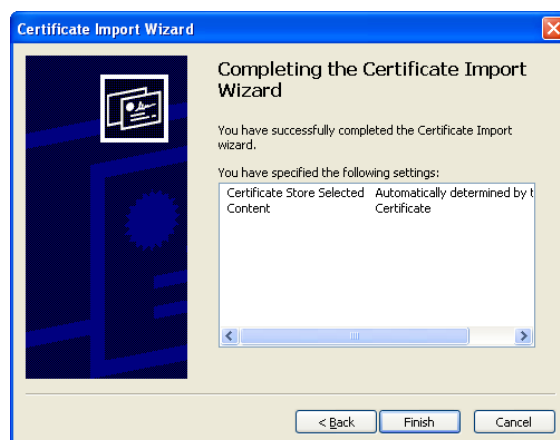 Certificate Import Wizard
Completing the Certificate Import
Wizard
You have successfully completed the Certificate Import
wizard.
You have specified the following settings:
Certificate Store Selected Automatically determined by t
Content Certificate
< Back Finish Cancel